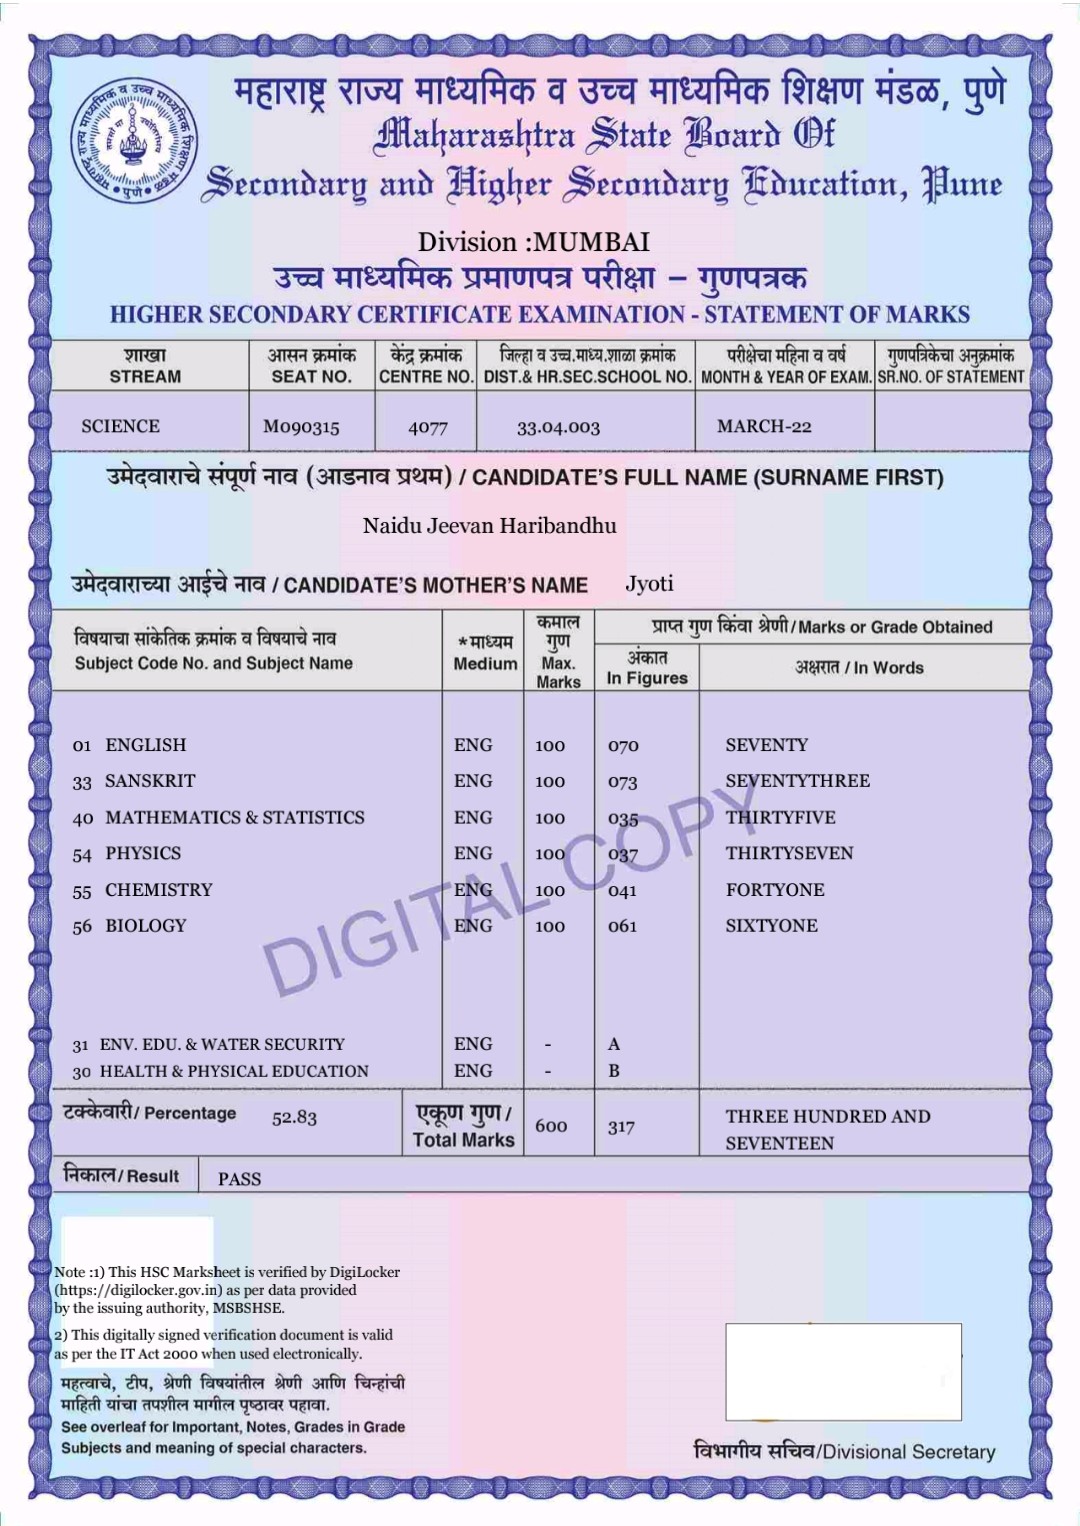 महाराष्ट्र राज्य माध्यमिक व उच्च माध्यमिक शिक्षण मंडळ, पुणे
Maharashtra State Board Of
Secondary and Higher Secondary Education, Pune
Division :MUMBAI
उच्च माध्यमिक प्रमाणपत्र परीक्षा – गुणपत्रक
HIGHER SECONDARY CERTIFICATE EXAMINATION - STATEMENT OF MARKS
शाखा आसन क्रमांक केंद्र क्रमांक जिल्हा व उच्च.माध्य.शाळा क्रमांक परीक्षेचा महिना व वर्ष गुणपत्रिकेचा अनुक्रमांक
STREAM SEAT NO. CENTRE NO. DIST.& HR.SEC.SCHOOL NO. MONTH & YEAR OF EXAM. SR.NO. OF STATEMENT
SCIENCE M090315 4077 33.04.003 MARCH-22
उमेदवाराचे संपूर्ण नाव (आडनाव प्रथम) / CANDIDATE'S FULL NAME (SURNAME FIRST)
Naidu Jeevan Haribandhu
उमेदवाराच्या आईचे नाव / CANDIDATE'S MOTHER'S NAME Jyoti
विषयाचा सांकेतिक क्रमांक व विषयाचे नाव
Subject Code No. and Subject Name
*माध्यम
Medium
कमाल
गुण
Max.
Marks
प्राप्त गुण किंवा श्रेणी/Marks or Grade Obtained
अंकात
In Figures
अक्षरात / In Words
01 ENGLISH ENG 100 070 SEVENTY
33 SANSKRIT ENG 100 073 SEVENTYTHREE
40 MATHEMATICS & STATISTICS ENG 100 035 THIRTYFIVE
54 PHYSICS ENG 100 037 THIRTYSEVEN
55 CHEMISTRY ENG 100 041 FORTYONE
56 BIOLOGY ENG 100 061 SIXTYONE
DIGITAL COPY
31 ENV. EDU. & WATER SECURITY ENG - A
30 HEALTH & PHYSICAL EDUCATION ENG - B
टक्केवारी/ Percentage 52.83
एकूण गुण /
Total Marks
600 317
THREE HUNDRED AND
SEVENTEEN
निकाल/Result PASS
Note :1) This HSC Marksheet is verified by DigiLocker
(https://digilocker.gov.in) as per data provided
by the issuing authority, MSBSHSE.
2) This digitally signed verification document is valid
as per the IT Act 2000 when used electronically.
महत्वाचे, टीप, श्रेणी विषयांतील श्रेणी आणि चिन्हांची
माहिती यांचा तपशील मागील पृष्ठावर पहावा.
See overleaf for Important, Notes, Grades in Grade
Subjects and meaning of special characters.
विभागीय सचिव/Divisional Secretary